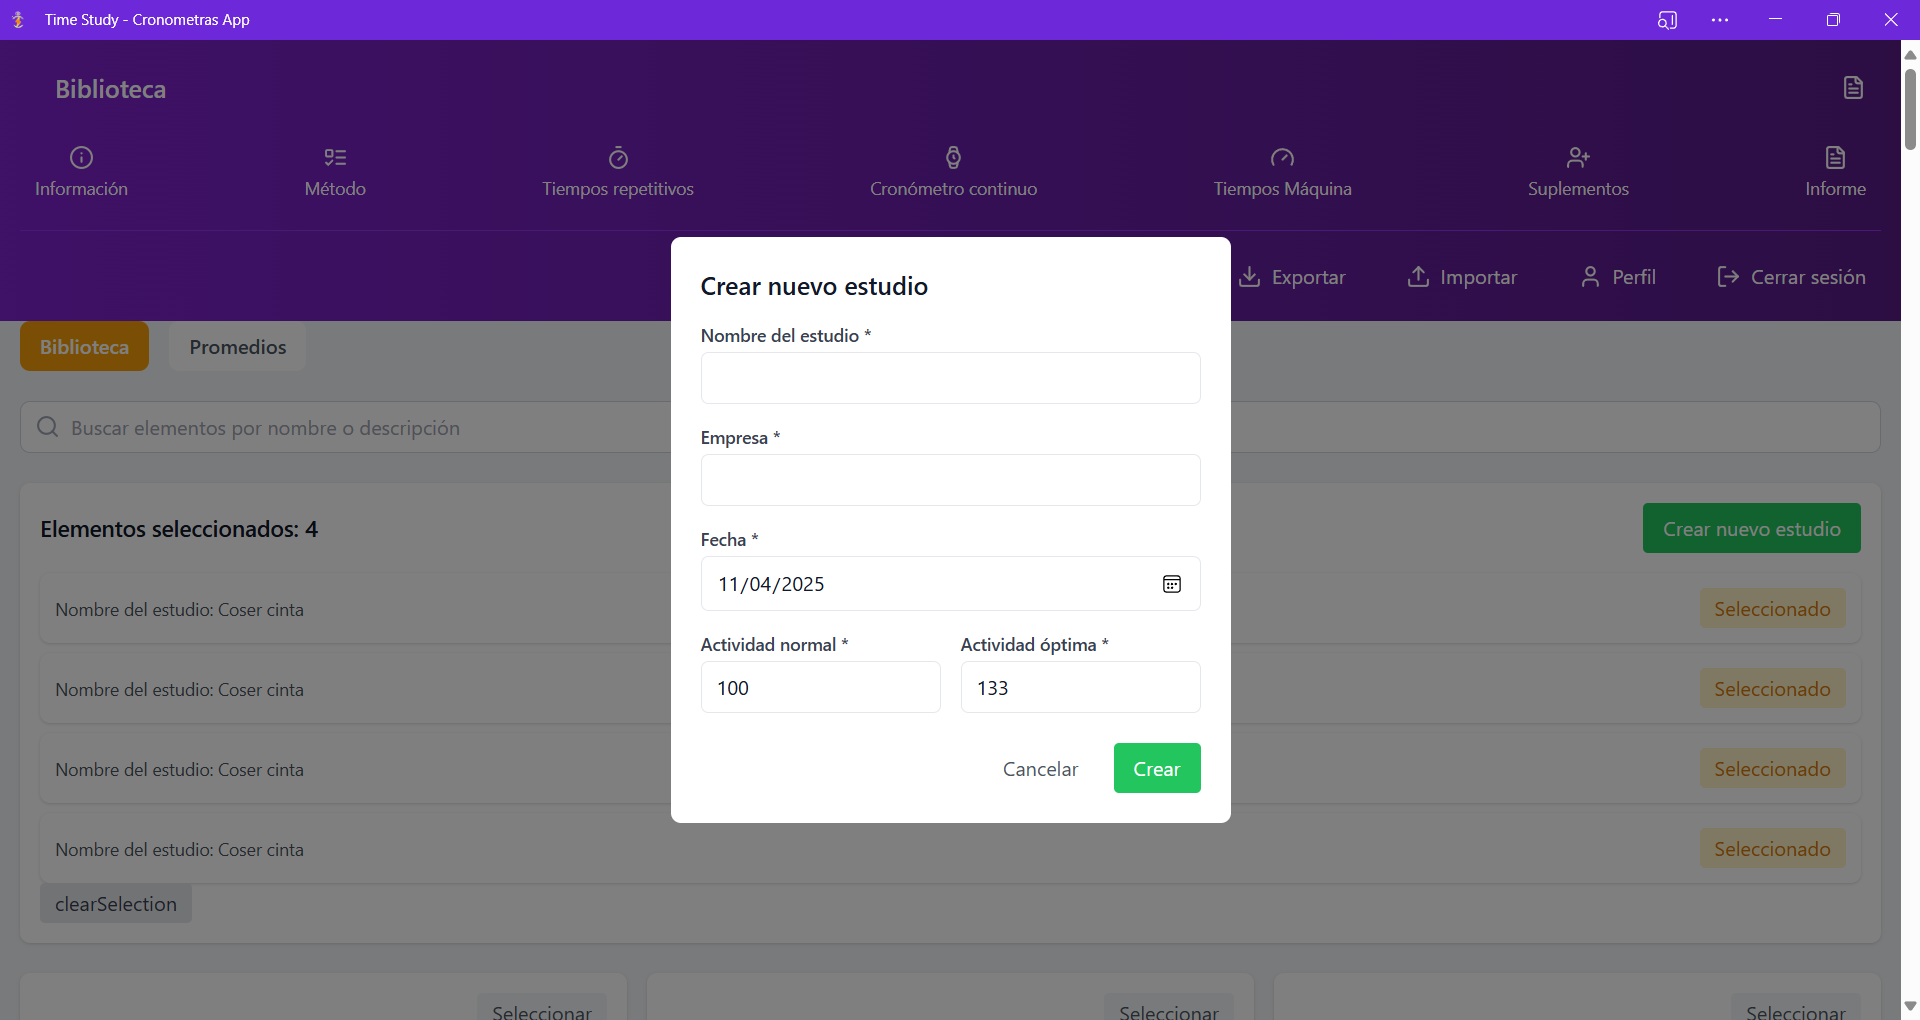 Time Study - Cronometras App
Biblioteca
Información
Método
Tiempos repetitivos
Cronómetro continuo
Tiempos Máquina
Suplementos
Informe
Exportar
Importar
Perfil
Cerrar sesión
Biblioteca
Promedios
Buscar elementos por nombre o descripción
Elementos seleccionados: 4
Crear nuevo estudio
Nombre del estudio: Coser cinta
Seleccionado
Nombre del estudio: Coser cinta
Seleccionado
Nombre del estudio: Coser cinta
Seleccionado
Nombre del estudio: Coser cinta
Seleccionado
clearSelection
Seleccionar
Seleccionar
Seleccionar
Crear nuevo estudio
Nombre del estudio *
Empresa *
Fecha *
11/04/2025
Actividad normal *
Actividad óptima *
100
133
Cancelar
Crear